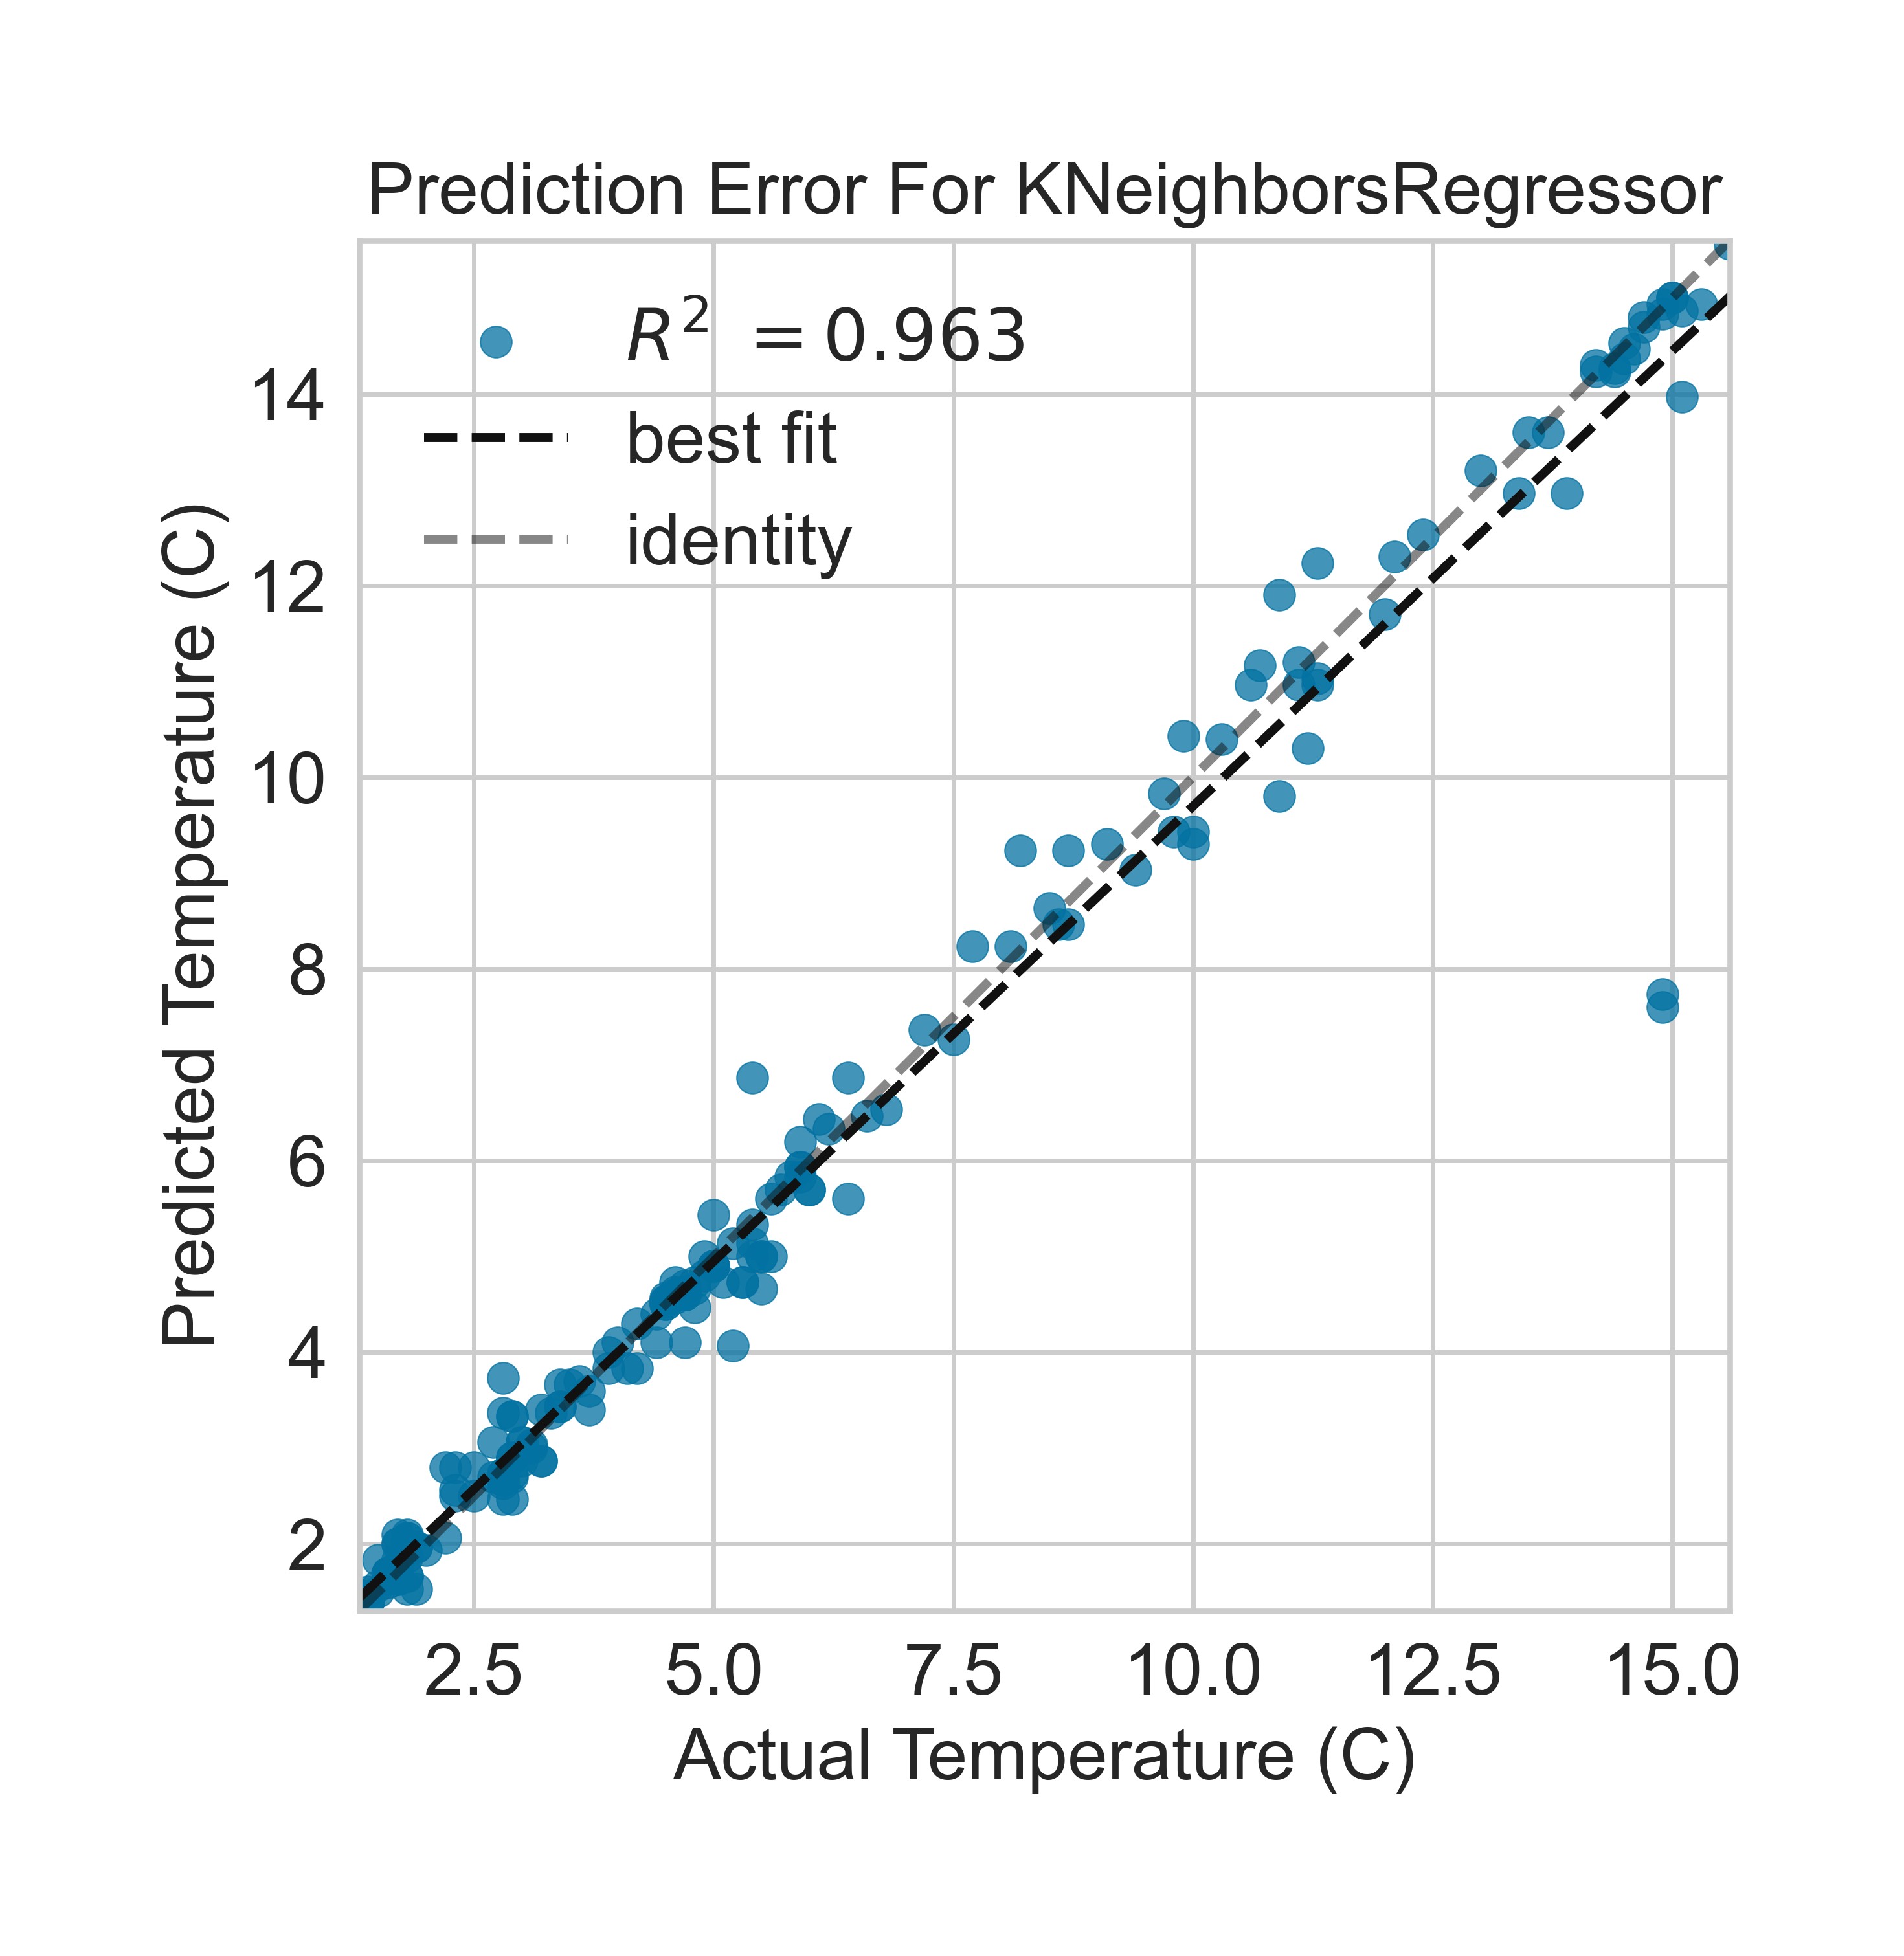 Prediction Error For KNeighborsRegressor
R² = 0.963
best fit
identity
Predicted Temperature (C)
14
12
10
8
6
4
2
2.5 5.0 7.5 10.0 12.5 15.0
Actual Temperature (C)